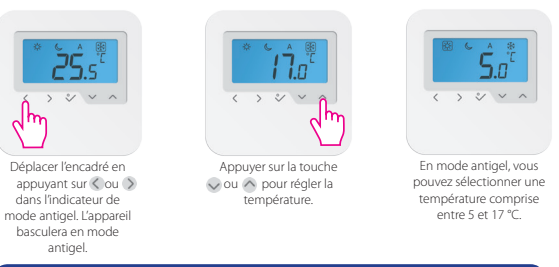 A
25.5 °C
A
17.0 °C
A
5.0 °C
Déplacer l'encadré en
appuyant sur ou
dans l'indicateur de
mode antigel. L'appareil
basculera en mode
antigel.
Appuyer sur la touche
ou pour régler la
température.
En mode antigel, vous
pouvez sélectionner une
température comprise
entre 5 et 17 °C.